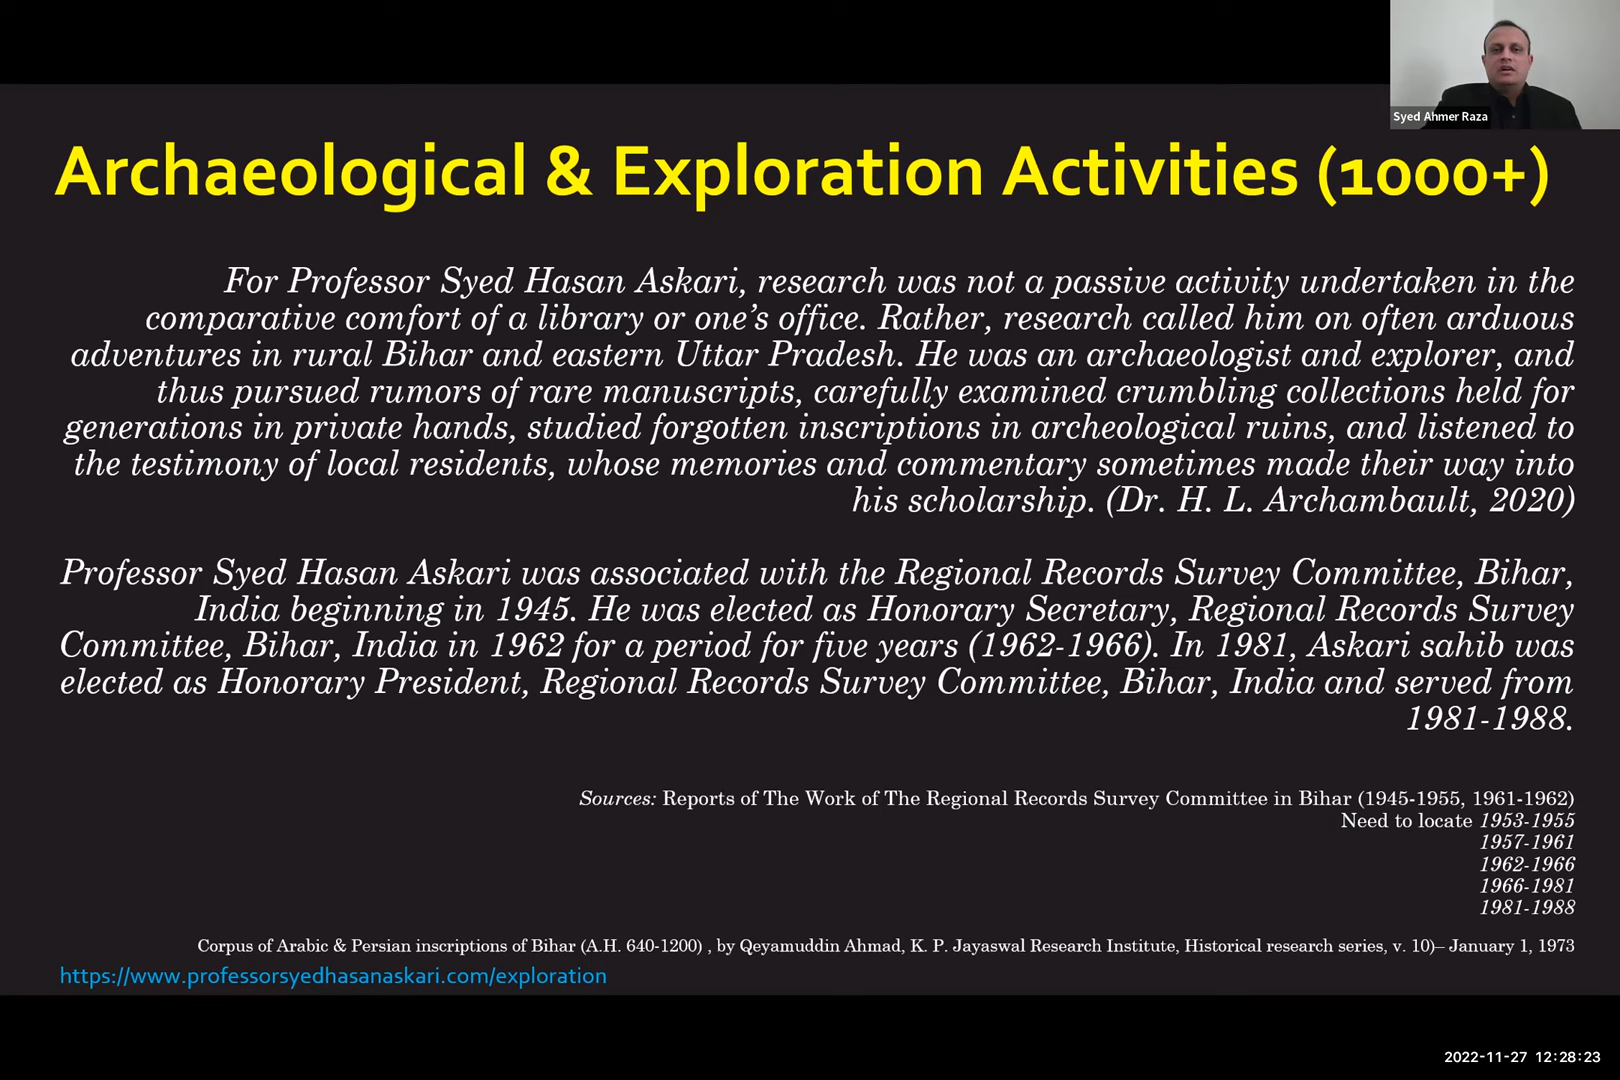 Syed Ahmer Raza
Archaeological & Exploration Activities (1000+)
For Professor Syed Hasan Askari, research was not a passive activity undertaken in the
comparative comfort of a library or one’s office. Rather, research called him on often arduous
adventures in rural Bihar and eastern Uttar Pradesh. He was an archaeologist and explorer, and
thus pursued rumors of rare manuscripts, carefully examined crumbling collections held for
generations in private hands, studied forgotten inscriptions in archeological ruins, and listened to
the testimony of local residents, whose memories and commentary sometimes made their way into
his scholarship. (Dr. H. L. Archambault, 2020)
Professor Syed Hasan Askari was associated with the Regional Records Survey Committee, Bihar,
India beginning in 1945. He was elected as Honorary Secretary, Regional Records Survey
Committee, Bihar, India in 1962 for a period for five years (1962-1966). In 1981, Askari sahib was
elected as Honorary President, Regional Records Survey Committee, Bihar, India and served from
1981-1988.
Sources: Reports of The Work of The Regional Records Survey Committee in Bihar (1945-1955, 1961-1962)
Need to locate 1953-1955
1957-1961
1962-1966
1966-1981
1981-1988
Corpus of Arabic & Persian inscriptions of Bihar (A.H. 640-1200) , by Qeyamuddin Ahmad, K. P. Jayaswal Research Institute, Historical research series, v. 10)– January 1, 1973
https://www.professorsyedhasanaskari.com/exploration
2022-11-27 12:28:23